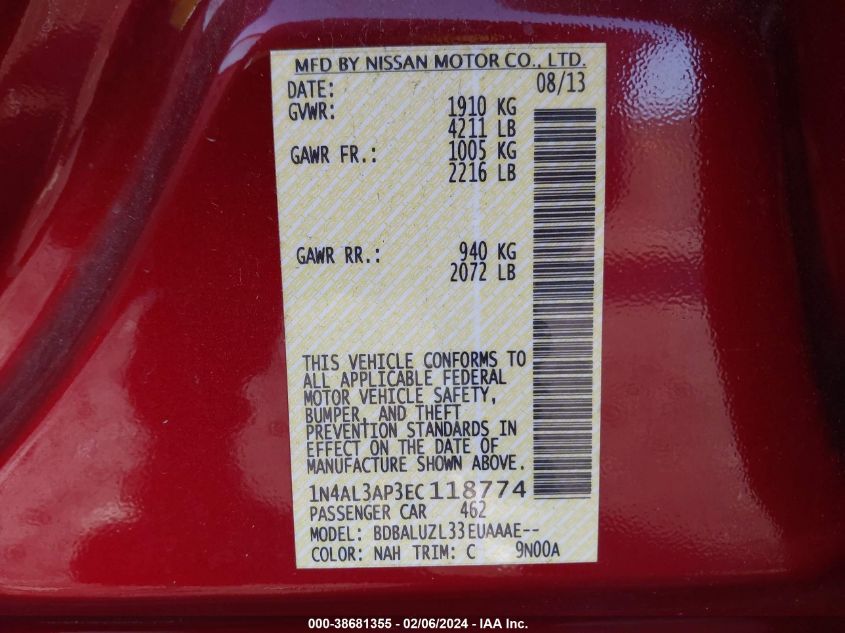 MFD BY NISSAN MOTOR CO., LTD.
DATE: 08/13
GVWR: 1910 KG
4211 LB
GAWR FR.: 1005 KG
2216 LB
GAWR RR.: 940 KG
2072 LB
THIS VEHICLE CONFORMS TO
ALL APPLICABLE FEDERAL
MOTOR VEHICLE SAFETY,
BUMPER, AND THEFT
PREVENTION STANDARDS IN
EFFECT ON THE DATE OF
MANUFACTURE SHOWN ABOVE.
1N4AL3AP3EC118774
PASSENGER CAR 462
MODEL: BDBALUZL33EUAAAE--
COLOR: NAH TRIM: C 9N00A
000-38681355 - 02/06/2024 - IAA Inc.